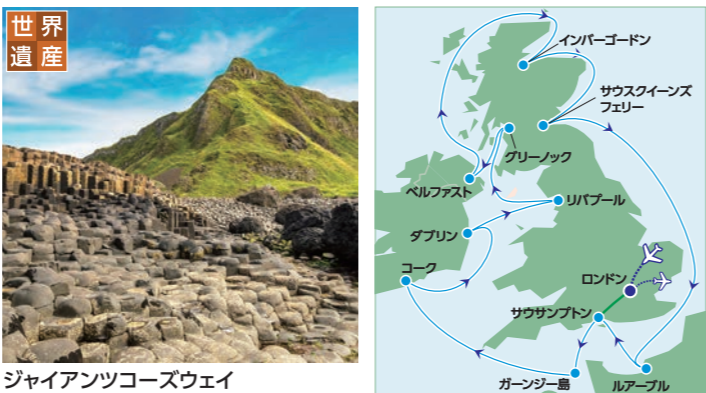 世界
遺産
ジャイアンツコーズウェイ
インバーゴードン
サウスクイーンズ
フェリー
グリーノック
ベルファスト
リバプール
ダブリン
コーク
ロンドン
サウサンプトン
ガーンジー島
ルアーブル